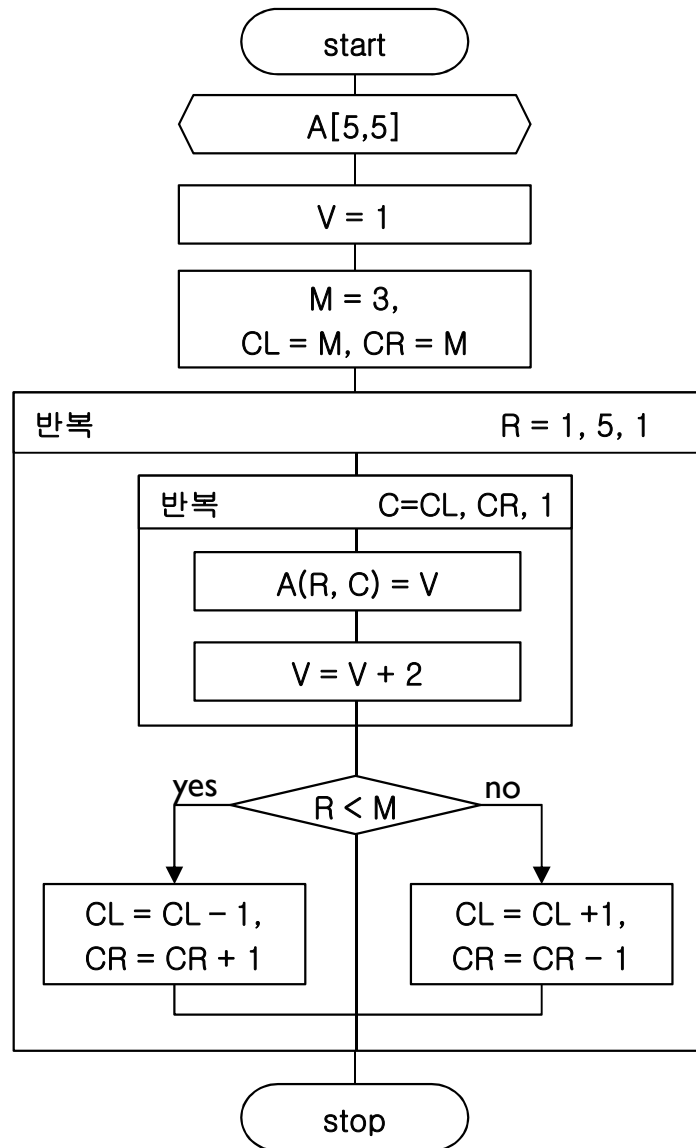 start
A[5,5]
V = 1
M = 3,
CL = M, CR = M
반복 R = 1, 5, 1
반복 C=CL, CR, 1
A(R, C) = V
V = V + 2
yes
R < M
no
CL = CL − 1,
CR = CR + 1
CL = CL +1,
CR = CR − 1
stop